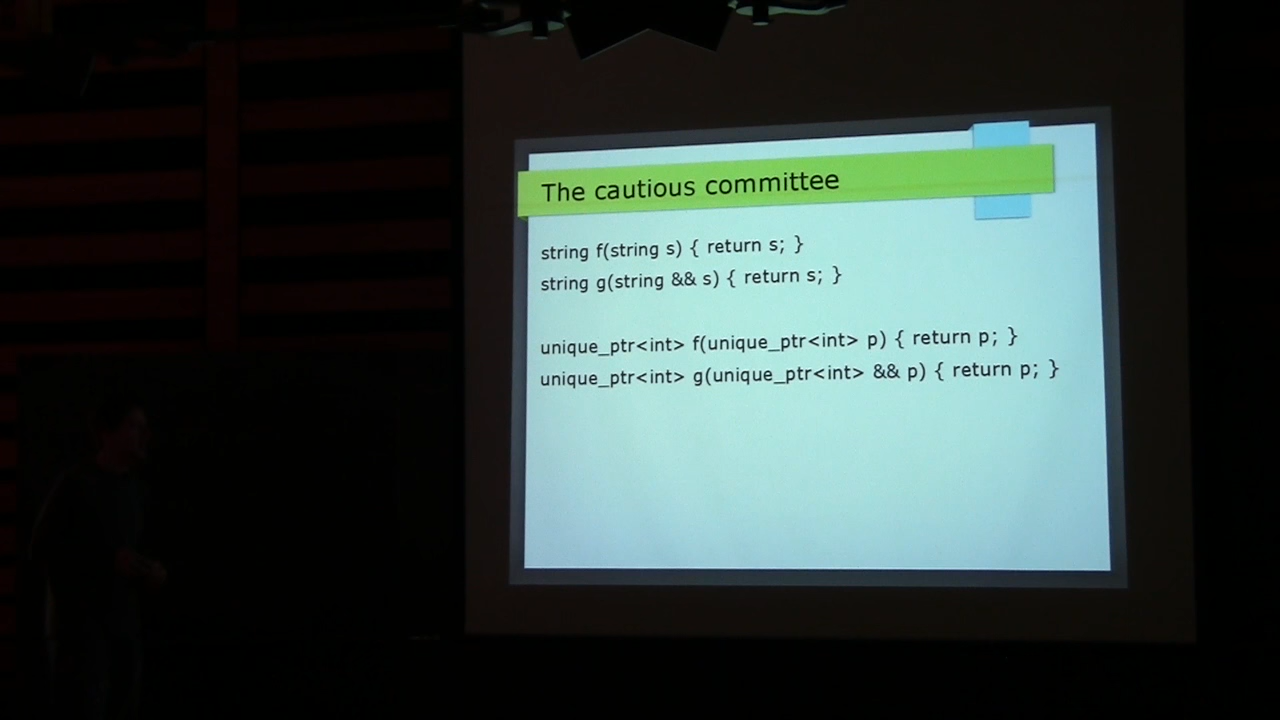 The cautious committee
string f(string s) { return s; }
string g(string && s) { return s; }
unique_ptr<int> f(unique_ptr<int> p) { return p; }
unique_ptr<int> g(unique_ptr<int> && p) { return p; }